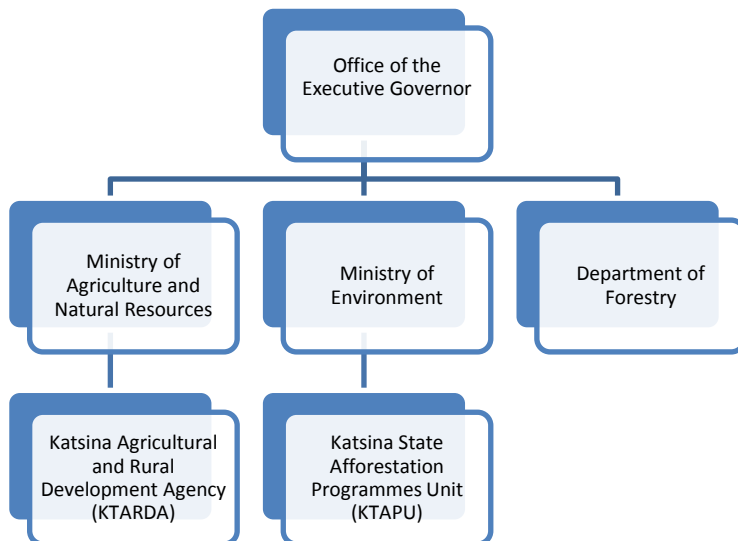 Office of the
Executive Governor
Ministry of
Agriculture and
Natural Resources
Ministry of
Environment
Department of
Forestry
Katsina Agricultural
and Rural
Development Agency
(KTARDA)
Katsina State
Afforestation
Programmes Unit
(KTAPU)